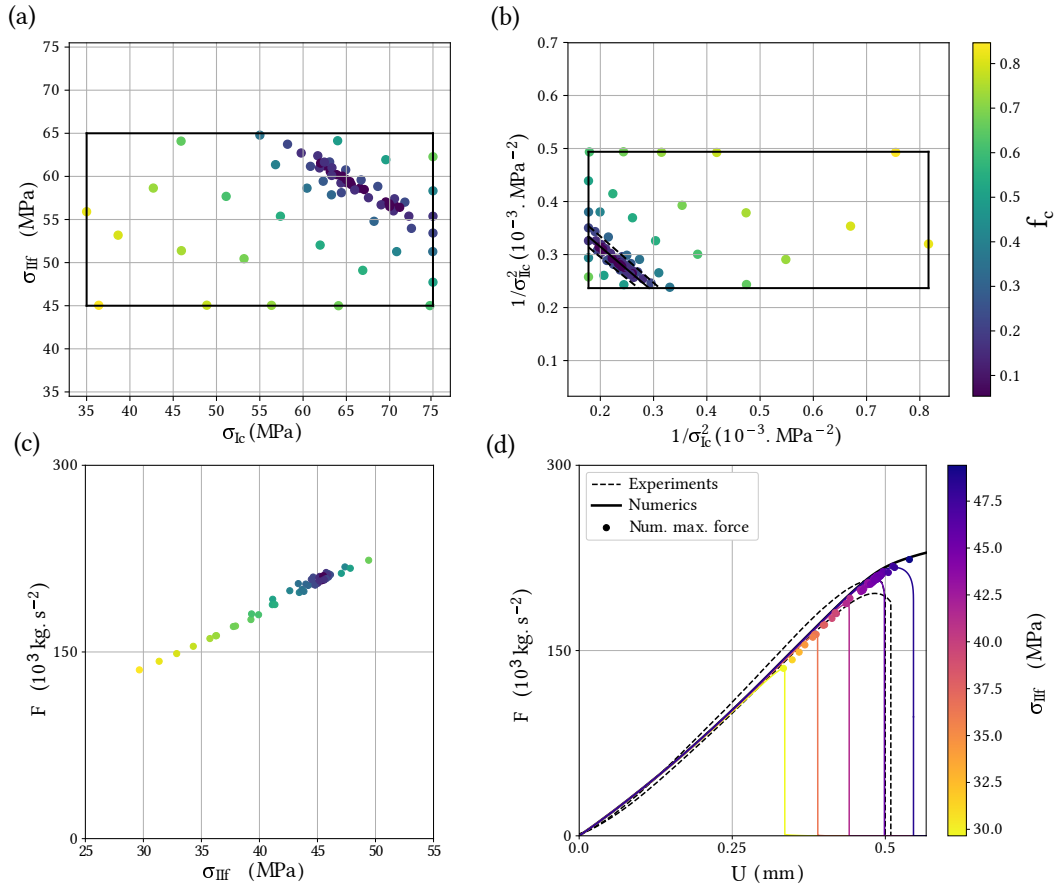 (a)
75
70
65
60
55
50
45
40
35
σIIf (MPa)
35 40 45 50 55 60 65 70 75
σIc (MPa)
(b)
0.7
0.6
0.5
0.4
0.3
0.2
0.1
1/σ²IIc (10⁻³. MPa⁻²)
0.2 0.3 0.4 0.5 0.6 0.7 0.8
1/σ²Ic (10⁻³. MPa⁻²)
0.8
0.7
0.6
0.5
0.4
0.3
0.2
0.1
fc
(c)
300
150
0
F (10³ kg. s⁻²)
25 30 35 40 45 50 55
σIIf (MPa)
(d)
300
150
0
F (10³ kg. s⁻²)
Experiments
Numerics
Num. max. force
0.0 0.25 0.5
U (mm)
47.5
45.0
42.5
40.0
37.5
35.0
32.5
30.0
σIIf (MPa)